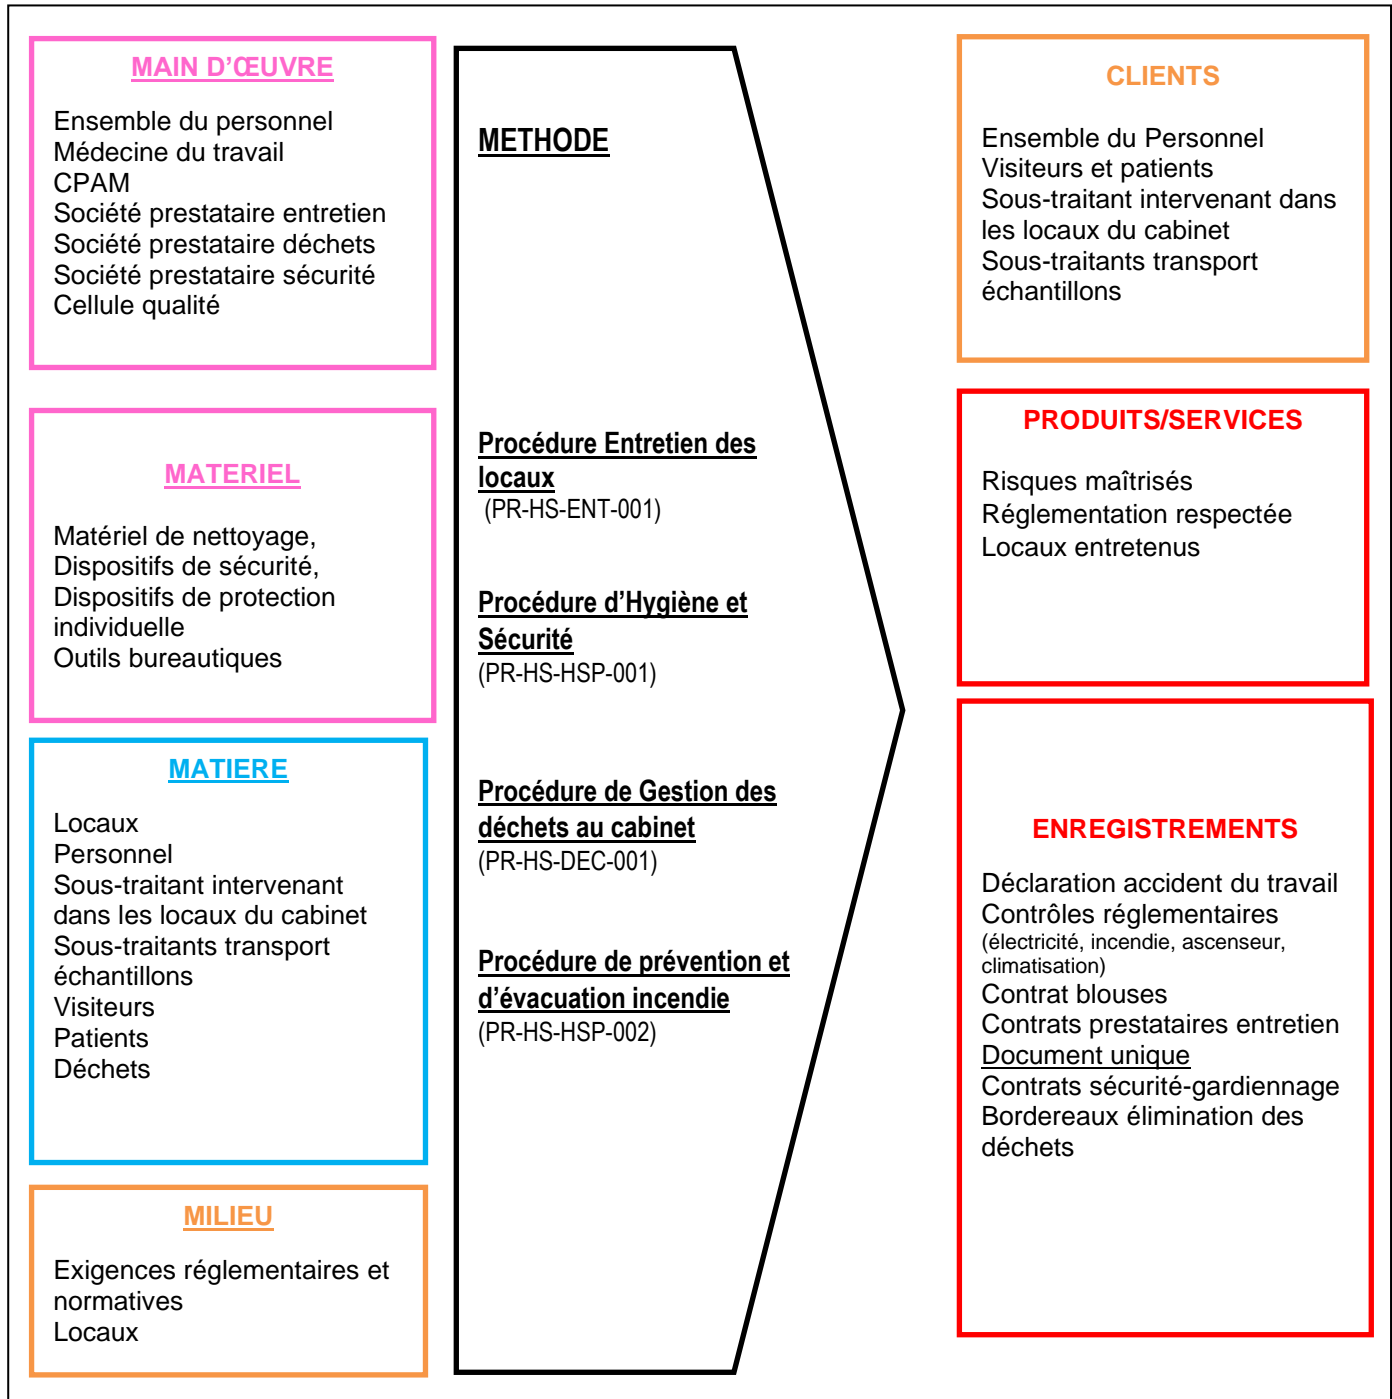 MAIN D'ŒUVRE
Ensemble du personnel
Médecine du travail
CPAM
Société prestataire entretien
Société prestataire déchets
Société prestataire sécurité
Cellule qualité
MATERIEL
Matériel de nettoyage,
Dispositifs de sécurité,
Dispositifs de protection
individuelle
Outils bureautiques
MATIERE
Locaux
Personnel
Sous-traitant intervenant
dans les locaux du cabinet
Sous-traitants transport
échantillons
Visiteurs
Patients
Déchets
MILIEU
Exigences réglementaires et
normatives
Locaux
METHODE
Procédure Entretien des
locaux
(PR-HS-ENT-001)
Procédure d'Hygiène et
Sécurité
(PR-HS-HSP-001)
Procédure de Gestion des
déchets au cabinet
(PR-HS-DEC-001)
Procédure de prévention et
d'évacuation incendie
(PR-HS-HSP-002)
CLIENTS
Ensemble du Personnel
Visiteurs et patients
Sous-traitant intervenant dans
les locaux du cabinet
Sous-traitants transport
échantillons
PRODUITS/SERVICES
Risques maîtrisés
Réglementation respectée
Locaux entretenus
ENREGISTREMENTS
Déclaration accident du travail
Contrôles réglementaires
(électricité, incendie, ascenseur,
climatisation)
Contrat blouses
Contrats prestataires entretien
Document unique
Contrats sécurité-gardiennage
Bordereaux élimination des
déchets